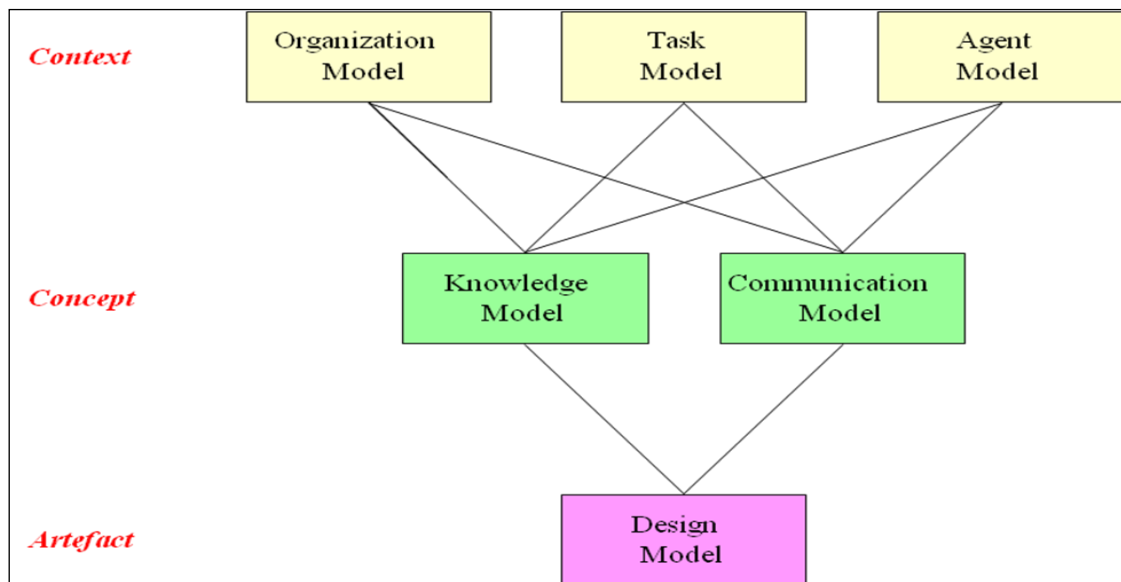 Context
Organization
Model
Task
Model
Agent
Model
Concept
Knowledge
Model
Communication
Model
Artefact
Design
Model